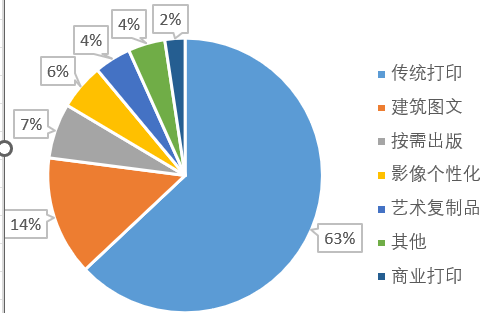 2%
4%
4%
6%
7%
14%
63%
传统打印
建筑图文
按需出版
影像个性化
艺术复制品
其他
商业打印